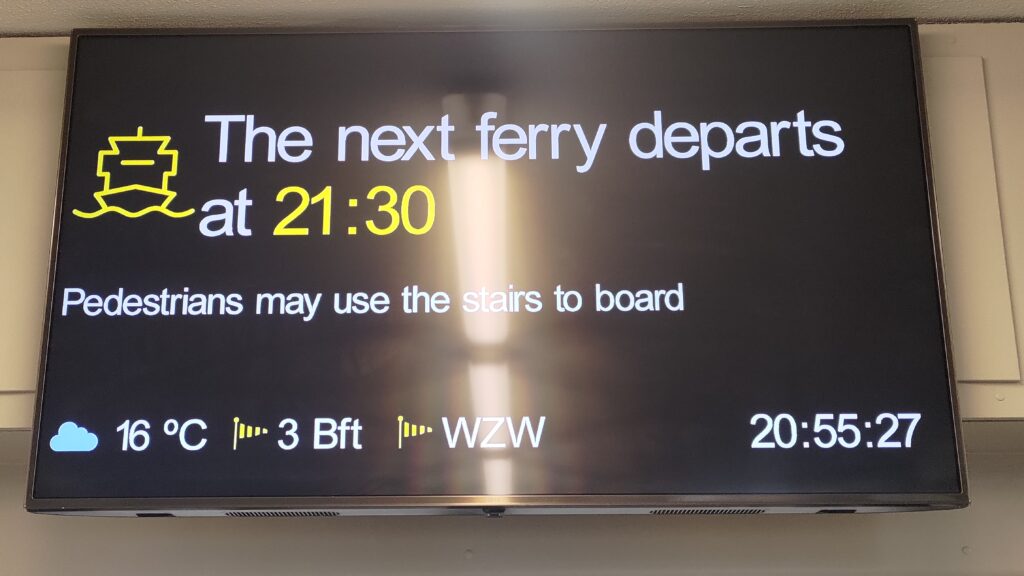 The next ferry departs
at 21:30
Pedestrians may use the stairs to board
16 ºC 3 Bft WZW 20:55:27